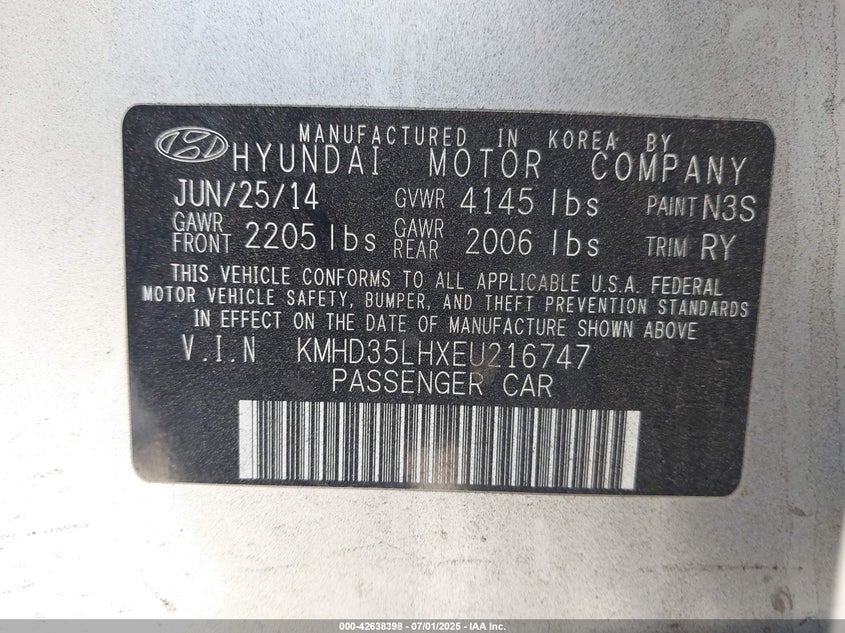 MANUFACTURED IN KOREA BY
HYUNDAI MOTOR COMPANY
JUN/25/14 GVWR 4145 lbs PAINT N3S
GAWR FRONT 2205 lbs GAWR REAR 2006 lbs TRIM RY
THIS VEHICLE CONFORMS TO ALL APPLICABLE U.S.A. FEDERAL
MOTOR VEHICLE SAFETY, BUMPER, AND THEFT PREVENTION STANDARDS
IN EFFECT ON THE DATE OF MANUFACTURE SHOWN ABOVE
V.I.N KMHD35LHXEU216747
PASSENGER CAR
000-42638398 - 07/01/2025 - IAA Inc.